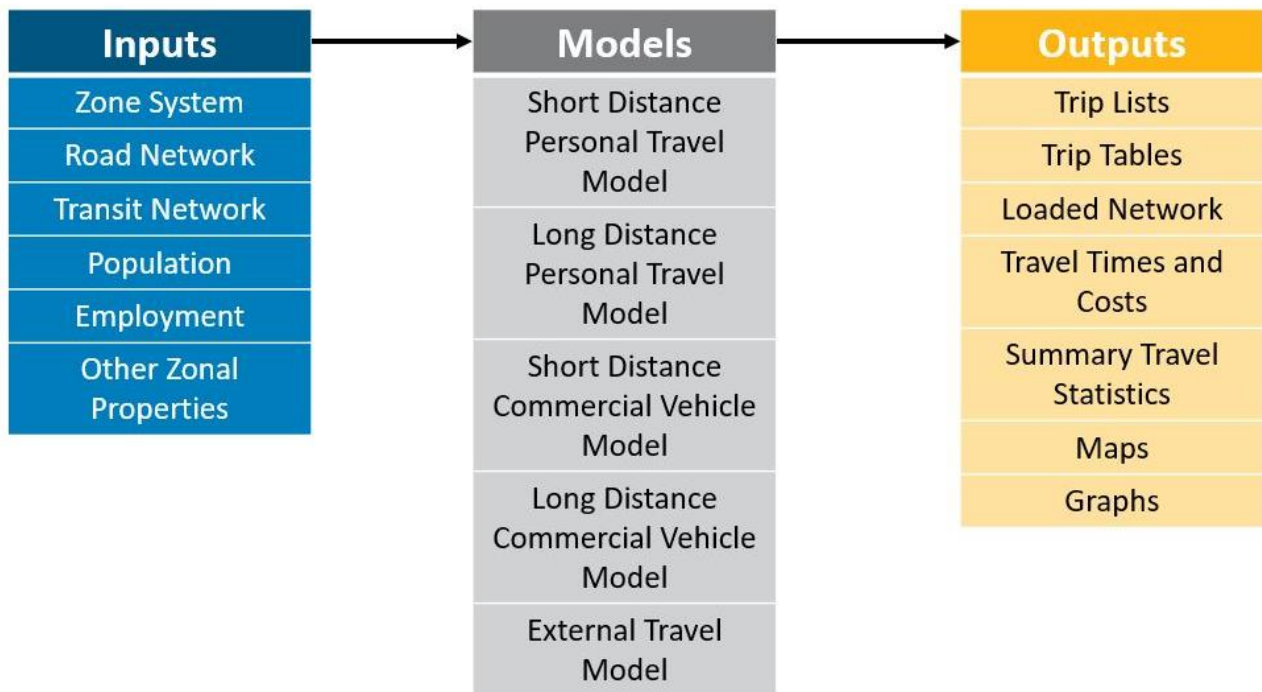 Inputs
Zone System
Road Network
Transit Network
Population
Employment
Other Zonal
Properties
Models
Short Distance
Personal Travel
Model
Long Distance
Personal Travel
Model
Short Distance
Commercial Vehicle
Model
Long Distance
Commercial Vehicle
Model
External Travel
Model
Outputs
Trip Lists
Trip Tables
Loaded Network
Travel Times and
Costs
Summary Travel
Statistics
Maps
Graphs